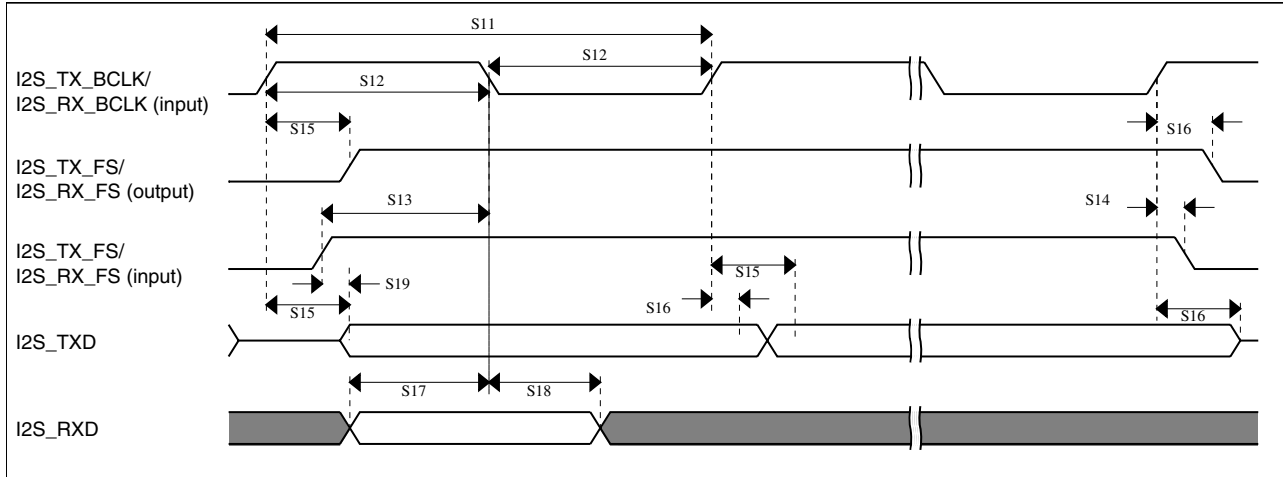 S11
I2S_TX_BCLK/
I2S_RX_BCLK (input)
S12
S12
S15
S16
I2S_TX_FS/
I2S_RX_FS (output)
S13
S14
I2S_TX_FS/
I2S_RX_FS (input)
S15
S19
S16
S15
S16
I2S_TXD
S17
S18
I2S_RXD